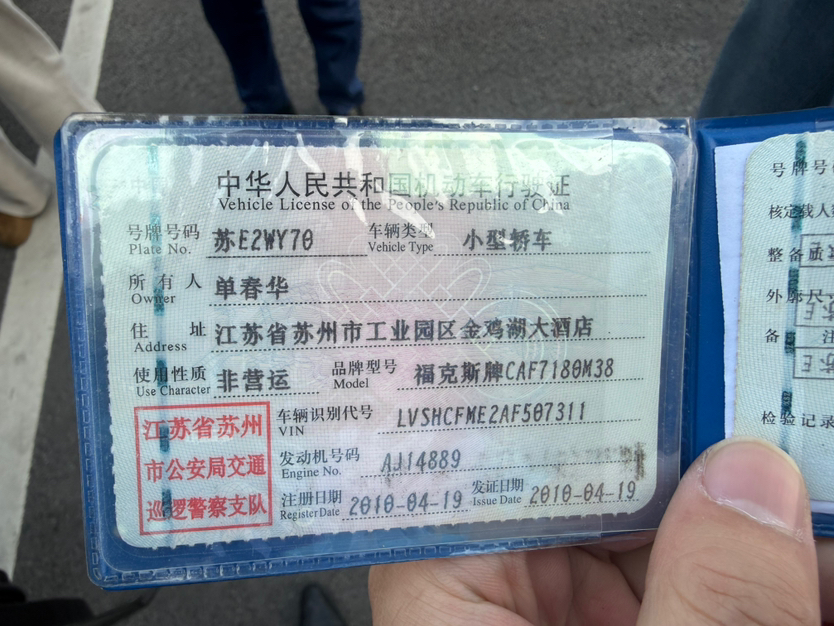 中华人民共和国机动车行驶证
Vehicle License of the People's Republic of China
号牌号码 苏E2WY70 车辆类型 小型轿车
Plate No. Vehicle Type
所有人 单春华
Owner
住址 江苏省苏州市工业园区金鸡湖大酒店
Address
使用性质 非营运 品牌型号 福克斯牌CAF7180M38
Use Character Model
江苏省苏州
市公安局交通
巡逻警察支队
车辆识别代号 LVSHCFME2AF507311
VIN
发动机号码 AJ14889
Engine No.
注册日期 2010-04-19 发证日期 2010-04-19
Register Date Issue Date
号牌号
核定载人
整备质
外廓尺
备注
检验记录